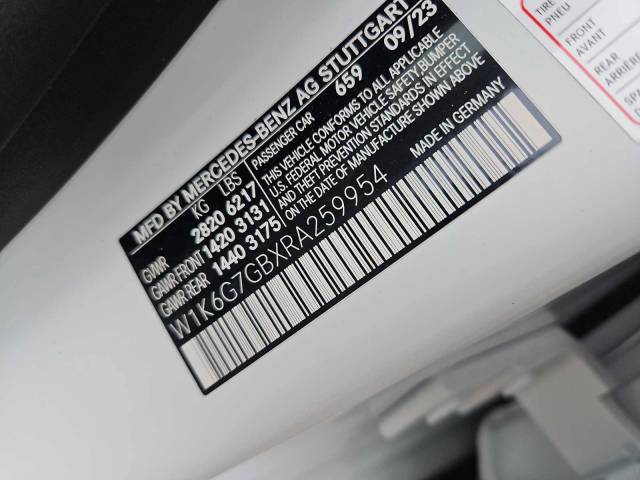 MFD BY MERCEDES-BENZ AG STUTTGART
KG LBS PASSENGER CAR 659 09/23
GVWR 2820 6217
GAWR FRONT 1420 3131
GAWR REAR 1440 3175
THIS VEHICLE CONFORMS TO ALL APPLICABLE
U.S. FEDERAL MOTOR VEHICLE SAFETY BUMPER
AND THEFT PREVENTION STANDARDS IN EFFECT
ON THE DATE OF MANUFACTURE SHOWN ABOVE
MADE IN GERMANY
W1K6G7GBXRA259954
TIRE
PNEU
FRONT
AVANT
REAR
ARRIÈRE